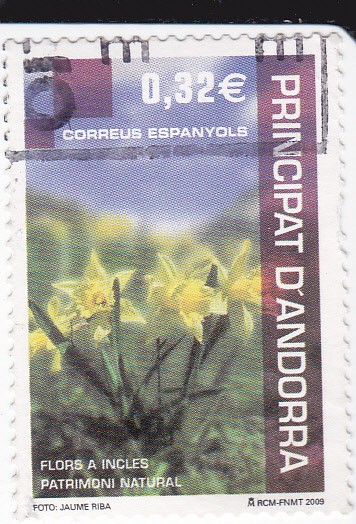 0,32€
CORREUS ESPANYOLS
PRINCIPAT D'ANDORRA
FLORS A INCLES
PATRIMONI NATURAL
FOTO: JAUME RIBA
RCM-FNMT 2009